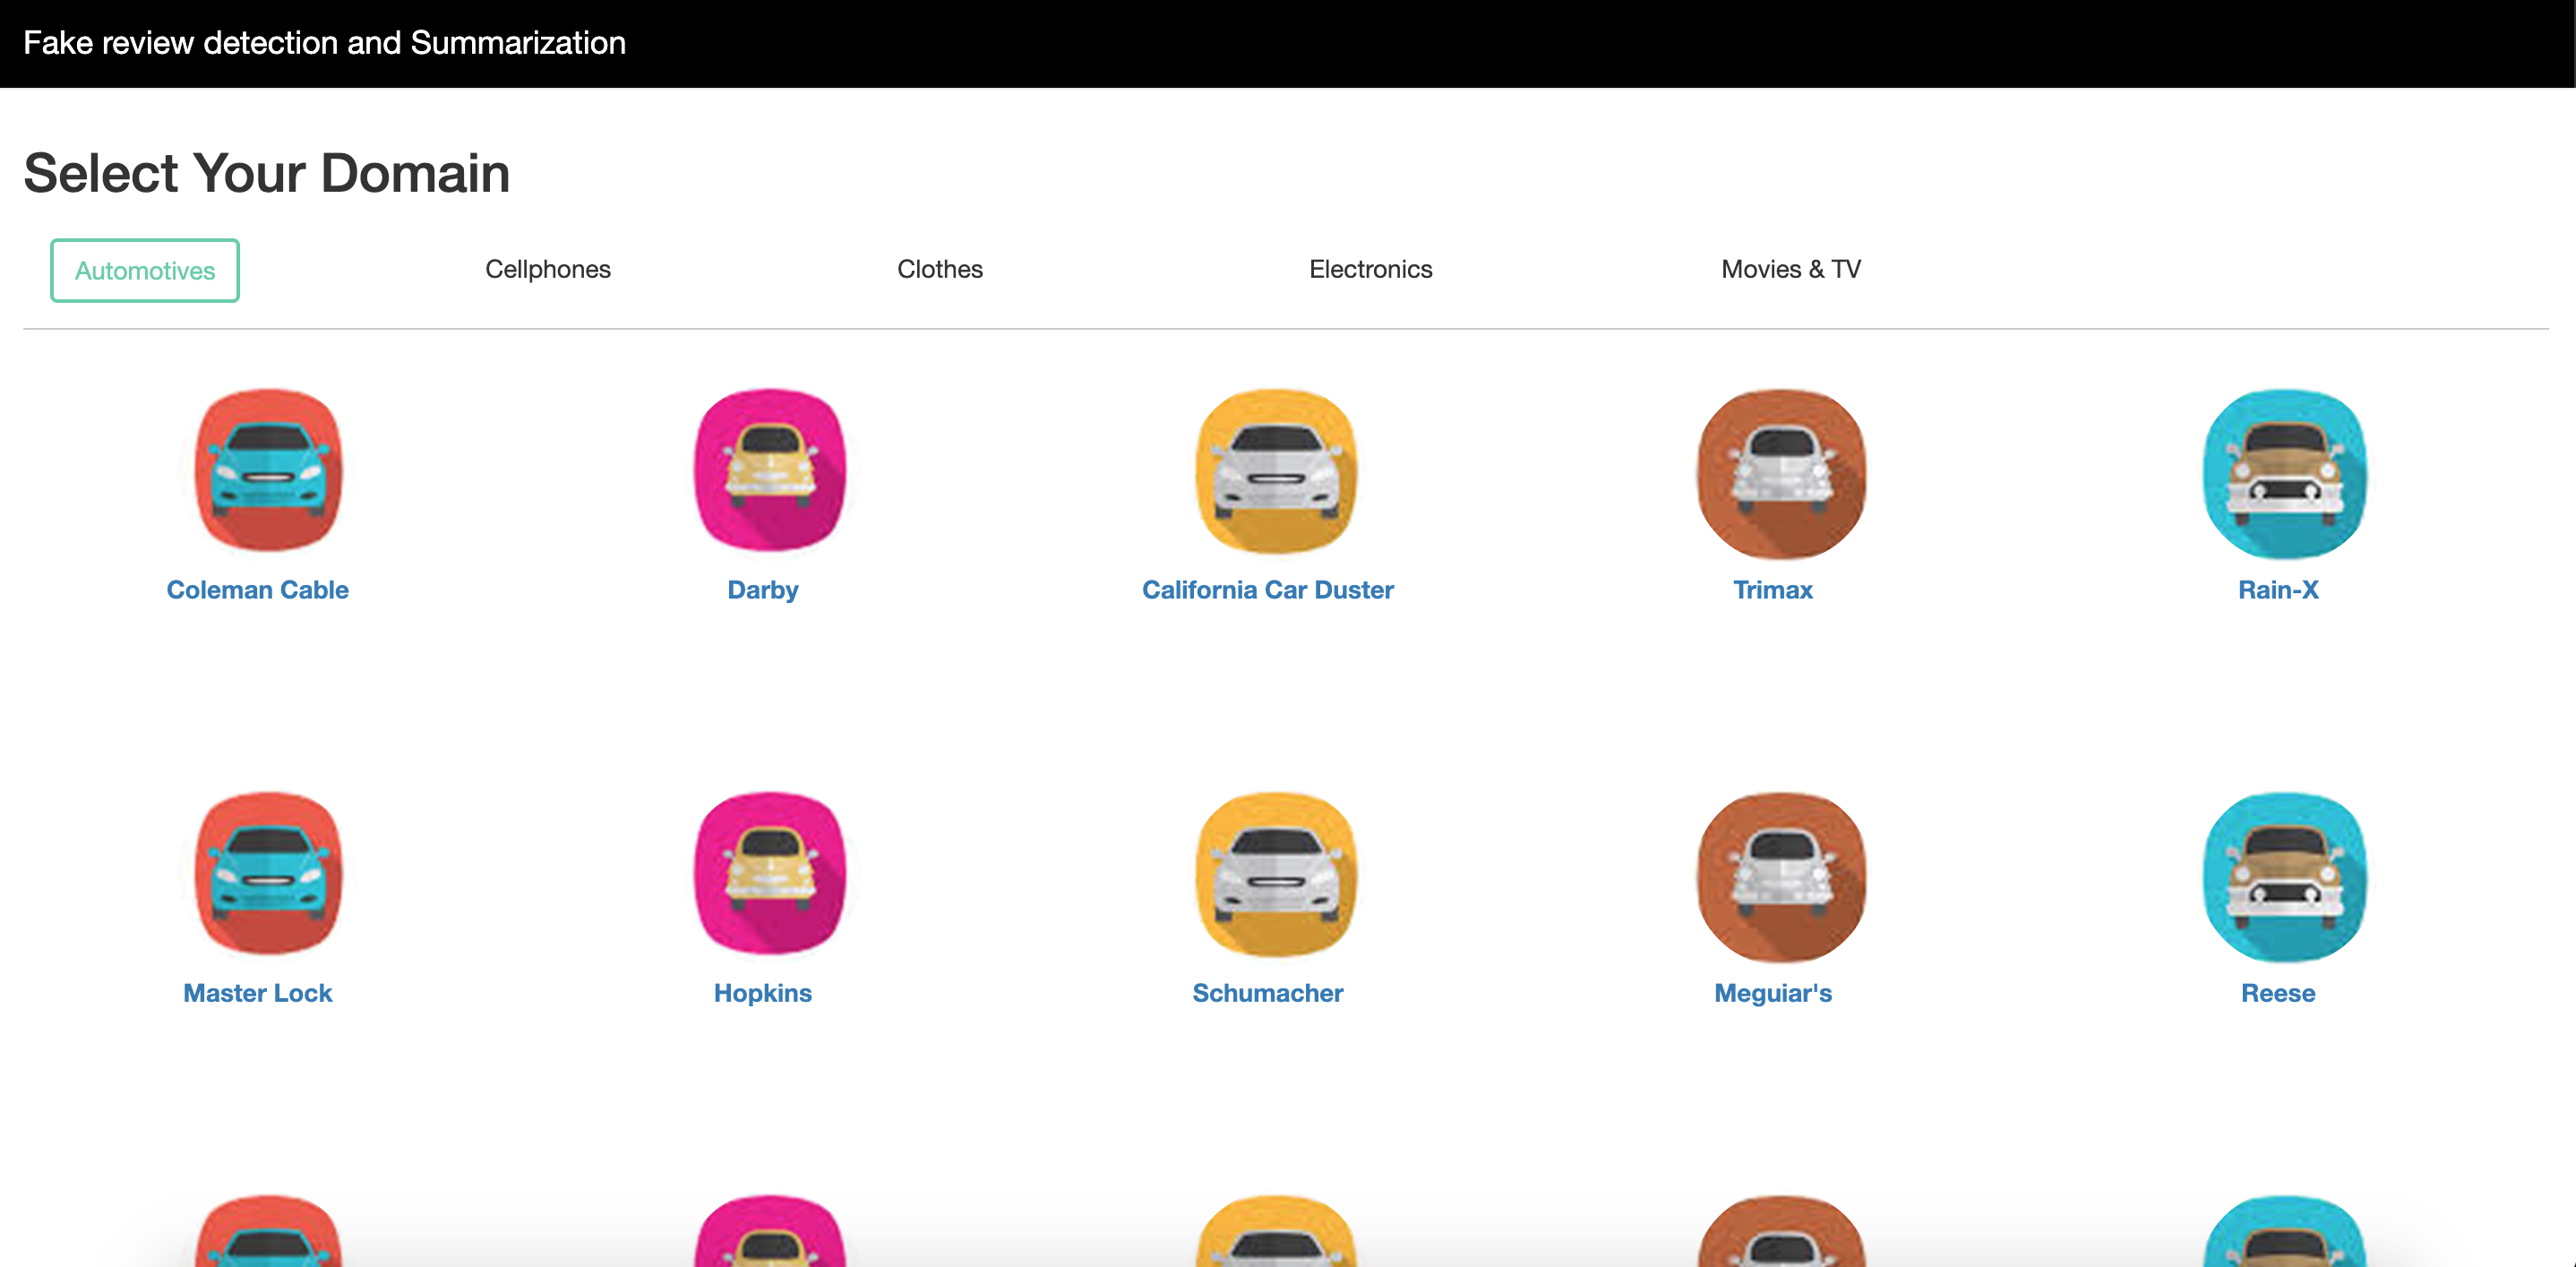 Fake review detection and Summarization
Select Your Domain
Automotives Cellphones Clothes Electronics Movies & TV
Coleman Cable Darby California Car Duster Trimax Rain-X
Master Lock Hopkins Schumacher Meguiar's Reese